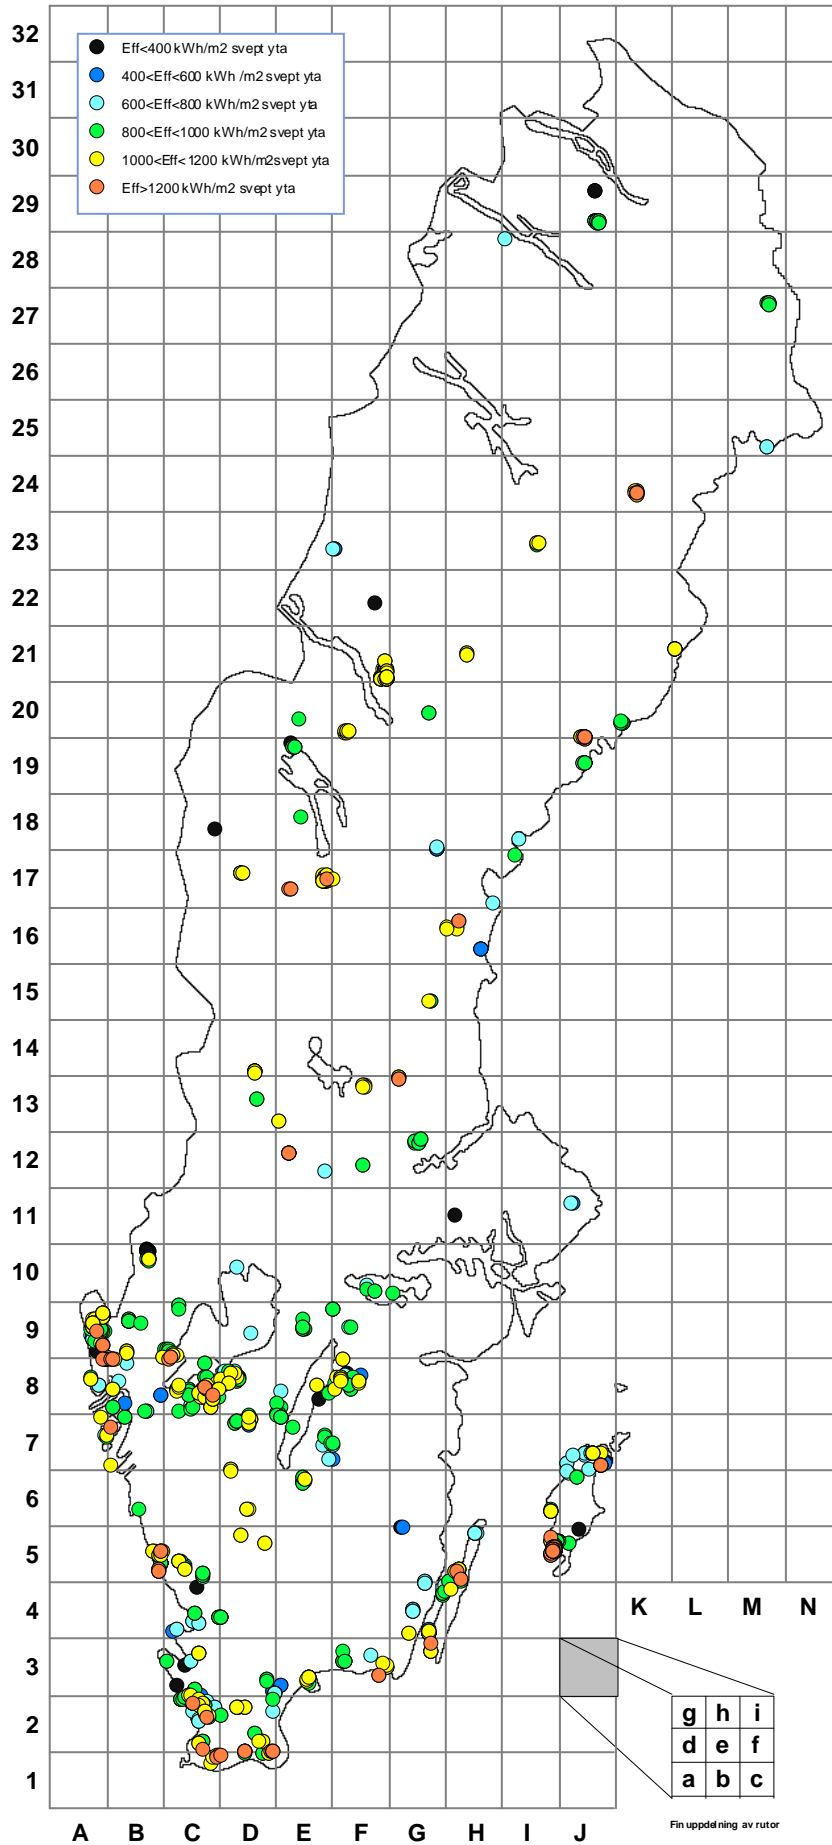 32
Eff<400 kWh/m2 svept yta
400<Eff<600 kWh /m2 svept yta
31
600<Eff<800 kWh/m2 svept yta
800<Eff<1000 kWh/m2 svept yta
30
1000<Eff<1200 kWh/m2svept yta
Eff>1200 kWh/m2 svept yta
29
28
27
26
25
24
23
22
21
20
19
18
17
16
15
14
13
12
11
10
9
8
7
6
5
4
K L M N
3
g h i
2
d e f
a b c
1
Fin uppdelning av rutor
A B C D E F G H I J